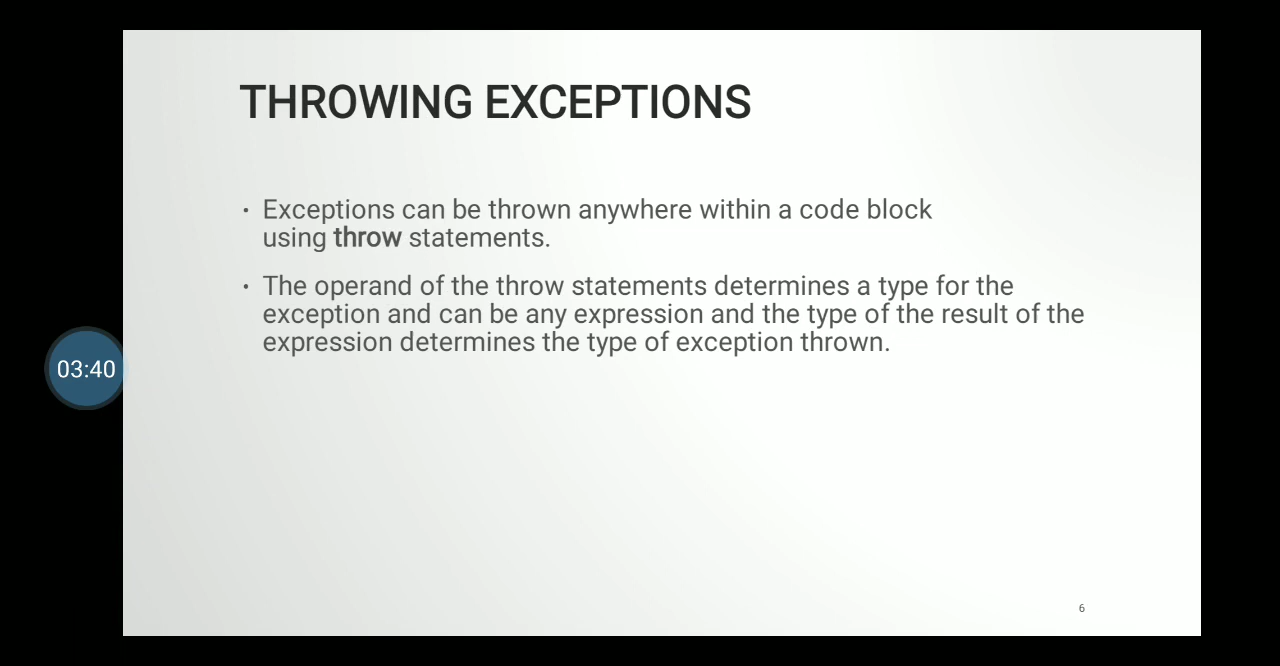 THROWING EXCEPTIONS
• Exceptions can be thrown anywhere within a code block
using throw statements.
• The operand of the throw statements determines a type for the
exception and can be any expression and the type of the result of the
expression determines the type of exception thrown.
03:40
6